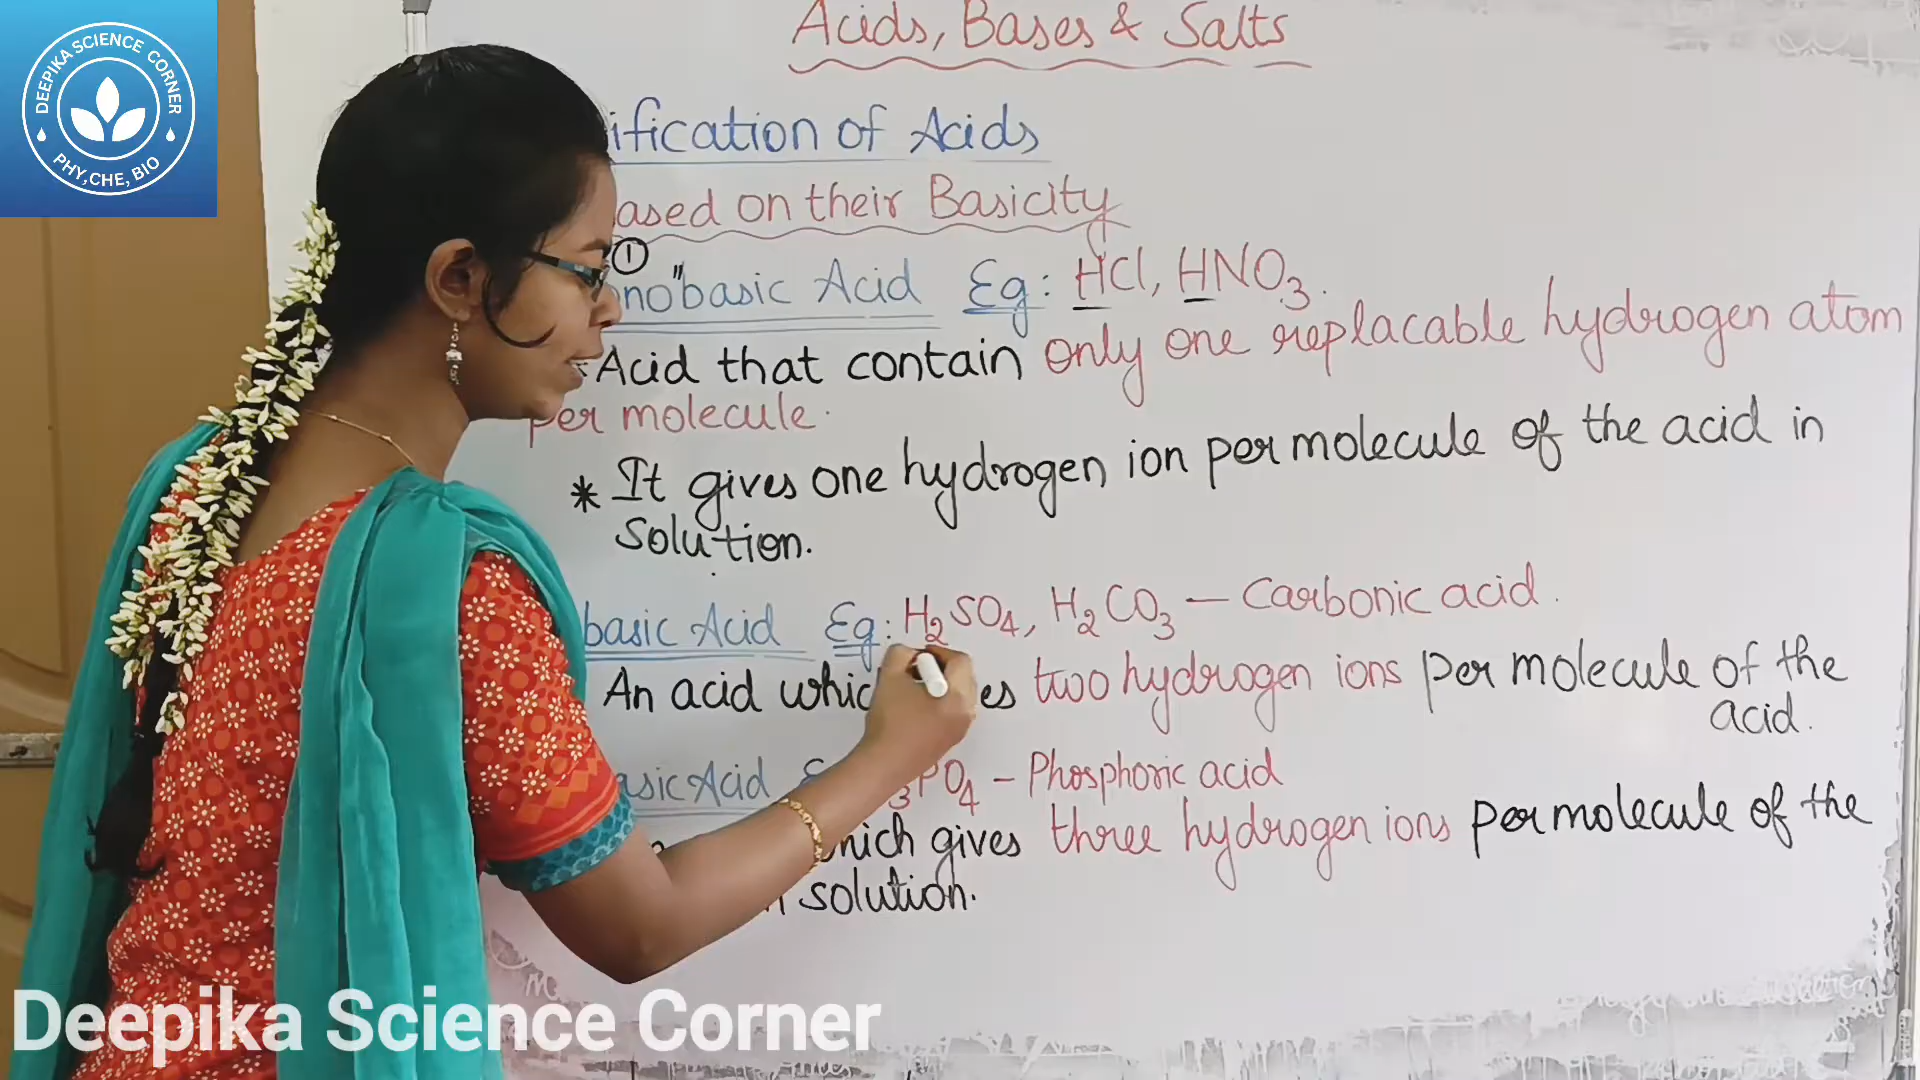 DEEPIKA SCIENCE CORNER
PHY, CHE, BIO
Acids, Bases & Salts
ification of Acids
ased on their Basicity
①
no"basic Acid Eg: HCl, HNO₃.
*Acid that contain only one replacable hydrogen atom
per molecule.
* It gives one hydrogen ion per molecule of the acid in
solution.
basic Acid Eg: H₂SO₄, H₂CO₃ — Carbonic acid.
An acid whic es two hydrogen ions per molecule of the
acid.
asic Acid ₃PO₄ – Phosphoric acid
which gives three hydrogen ions per molecule of the
solution.
Deepika Science Corner